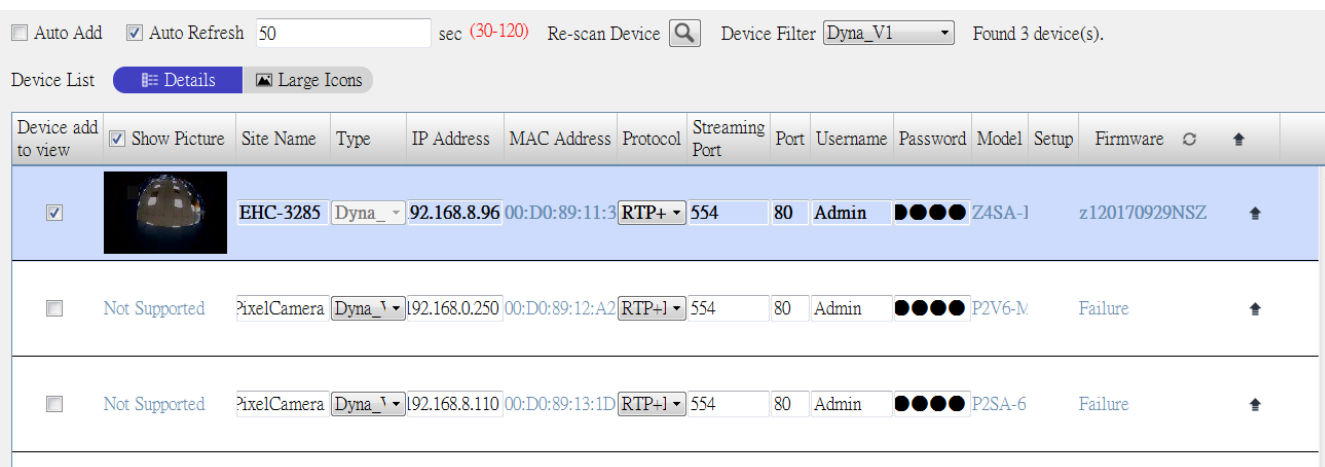 Auto Add Auto Refresh 50 sec (30-120) Re-scan Device Device Filter Dyna_V1 Found 3 device(s).
Device List Details Large Icons
Device add to view Show Picture Site Name Type IP Address MAC Address Protocol Streaming Port Port Username Password Model Setup Firmware
EHC-3285 Dyna_ 92.168.8.96 00:D0:89:11:3 RTP+ 554 80 Admin Z4SA-1 z120170929NSZ
Not Supported PixelCamera Dyna_V 192.168.0.250 00:D0:89:12:A2 RTP+] 554 80 Admin P2V6-M Failure
Not Supported PixelCamera Dyna_V 192.168.8.110 00:D0:89:13:1D RTP+] 554 80 Admin P2SA-6 Failure